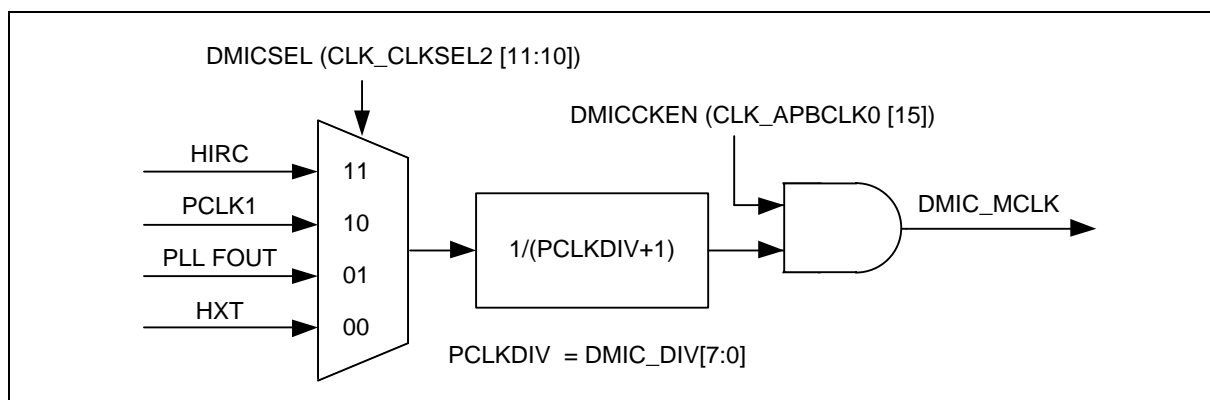 DMICSEL (CLK_CLKSEL2 [11:10])
DMICCKEN (CLK_APBCLK0 [15])
HIRC
11
PCLK1
10
PLL FOUT
01
HXT
00
1/(PCLKDIV+1)
DMIC_MCLK
PCLKDIV = DMIC_DIV[7:0]